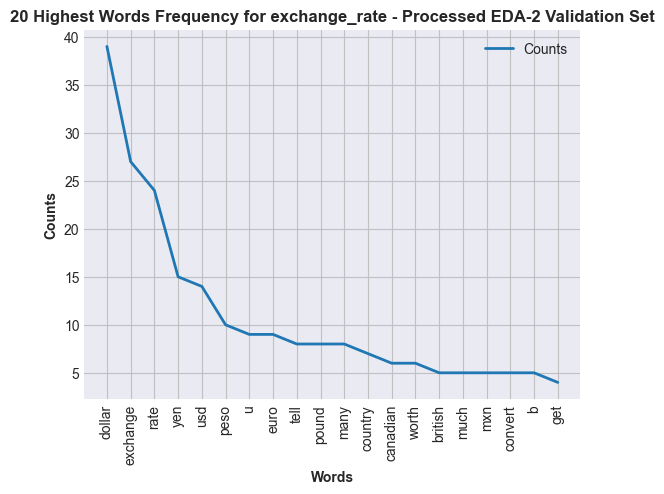 20 Highest Words Frequency for exchange_rate - Processed EDA-2 Validation Set
Counts
40
35
30
25
20
15
10
5
Counts
dollar
exchange
rate
yen
usd
peso
u
euro
tell
pound
many
country
canadian
worth
british
much
mxn
convert
b
get
Words